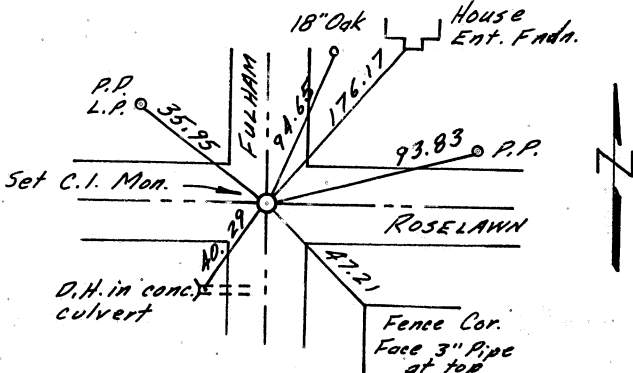 18" Oak
House
Ent. Fndn.
P.P.
L.P.
35.95
FULHAM
94.65
176.17
93.83
P.P.
Set C.I. Mon.
N
ROSELAWN
40.29
47.21
D.H. in conc.
culvert
Fence Cor.
Face 3" Pipe
at top